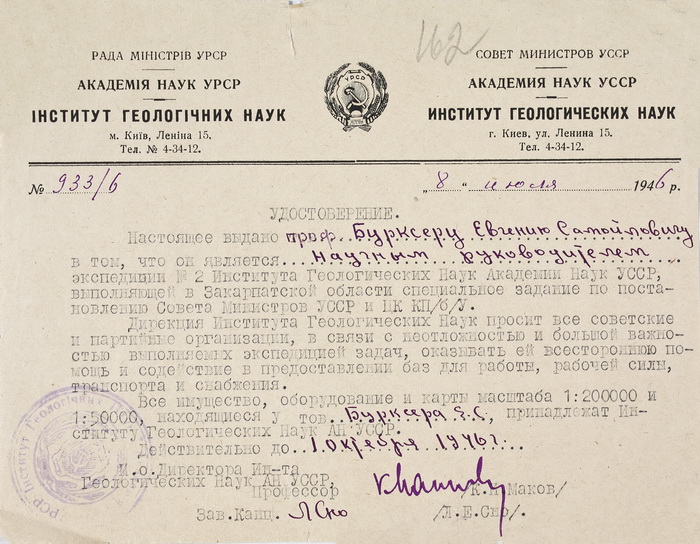 162
РАДА МІНІСТРІВ УРСР
АКАДЕМІЯ НАУК УРСР
ІНСТИТУТ ГЕОЛОГІЧНИХ НАУК
м. Київ, Леніна 15.
Тел. № 4-34-12.
УРСР
СОВЕТ МИНИСТРОВ УССР
АКАДЕМИЯ НАУК УССР
ИНСТИТУТ ГЕОЛОГИЧЕСКИХ НАУК
г. Киев, ул. Ленина 15.
Тел. № 4-34-12.
№ 933/6 „8“ июля 1946 р.
УДОСТОВЕРЕНИЕ.
Настоящее выдано проф. Бурксеру Евгению Самойловичу
в том, что он является научным руководителем
экспедиции № 2 Института Геологических Наук Академии Наук УССР,
выполняющей в Закарпатской области специальное задание по поста-
новлению Совета Министров УССР и ЦК КП/б/У.
Дирекция Института Геологических Наук просит все советские
и партийные организации, в связи с неотложностью и большой важно-
стью выполняемых экспедицией задач, оказывать ей всестороннюю по-
мощь и содействие в предоставлении баз для работы, рабочей силы,
транспорта и снабжения.
Все имущество, оборудование и карты масштаба 1:200000 и
1:50000, находящиеся у тов. Бурксера Е.С., принадлежат Ин-
ституту Геологических Наук АН УССР.
Действительно до 1 октября 1946 г.
И.о.Директора Ин-та
Геологических Наук АН УССР,
Профессор /К.И.Маков/
Зав.Канц. ЛСко /Л.Е.Ско/.
Інститут Геологічних